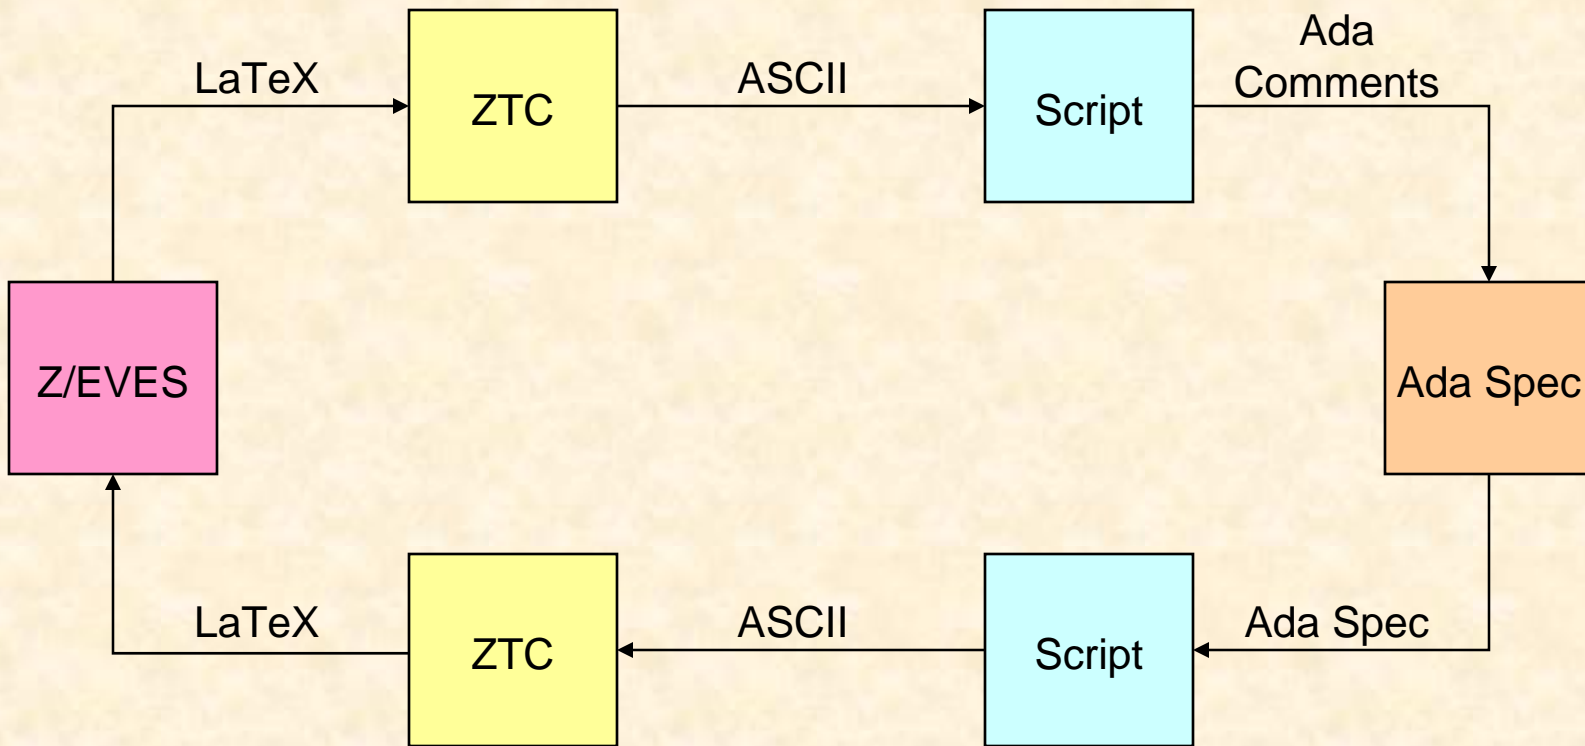 Ada
LaTeX
ASCII
Comments
ZTC
Script
Z/EVES
Ada Spec
LaTeX
ASCII
Ada Spec
ZTC
Script